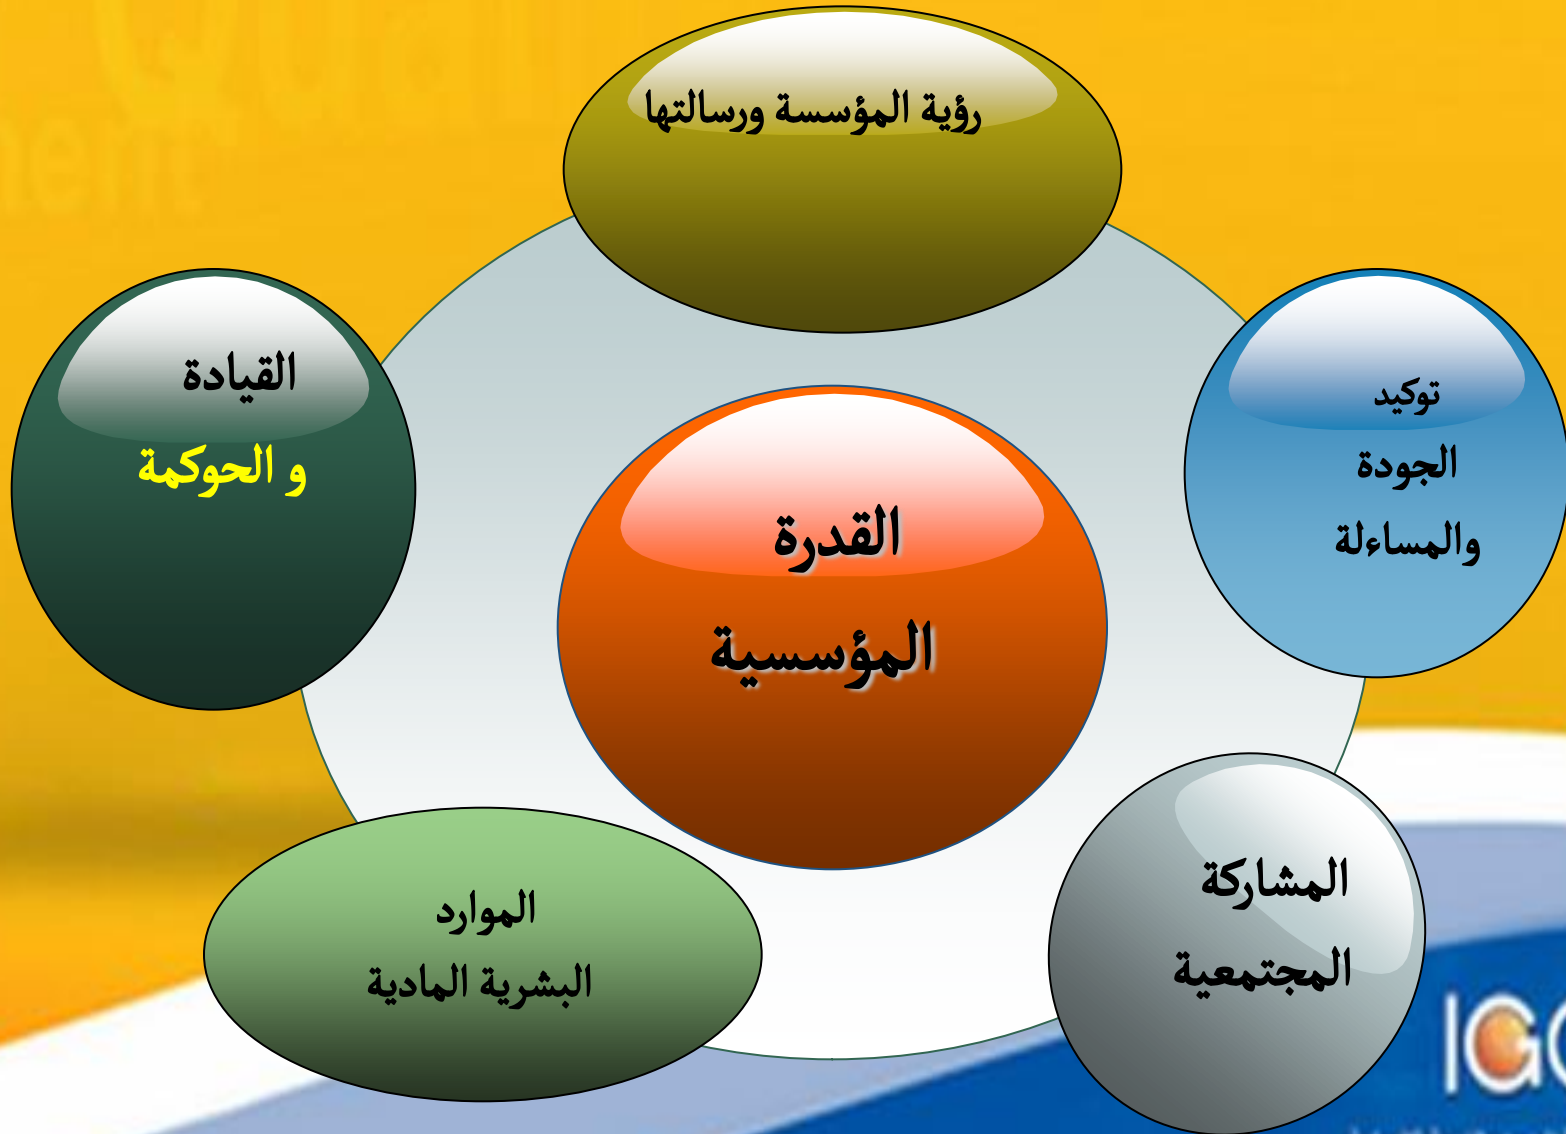 رؤية المؤسسة ورسالتها
توكيد
الجودة
والمساءلة
القيادة
و الحوكمة
القدرة
المؤسسية
المشاركة
المجتمعية
الموارد
البشرية المادية